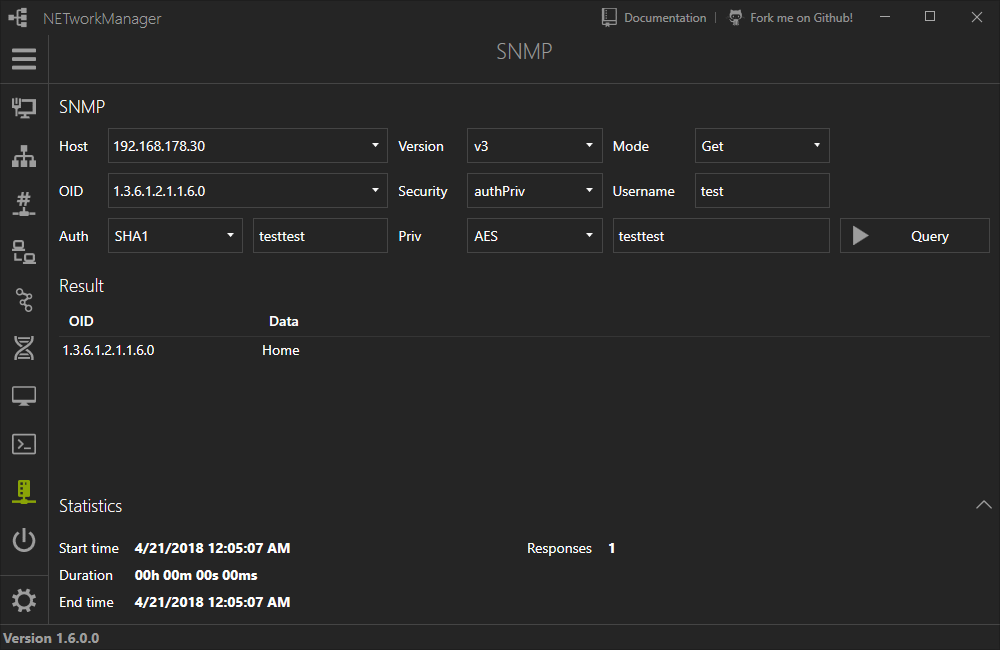 NETworkManager Documentation | Fork me on Github!
SNMP
SNMP
Host 192.168.178.30 Version v3 Mode Get
OID 1.3.6.1.2.1.1.6.0 Security authPriv Username test
Auth SHA1 testtest Priv AES testtest Query
Result
OID Data
1.3.6.1.2.1.1.6.0 Home
Statistics
Start time 4/21/2018 12:05:07 AM Responses 1
Duration 00h 00m 00s 00ms
End time 4/21/2018 12:05:07 AM
Version 1.6.0.0